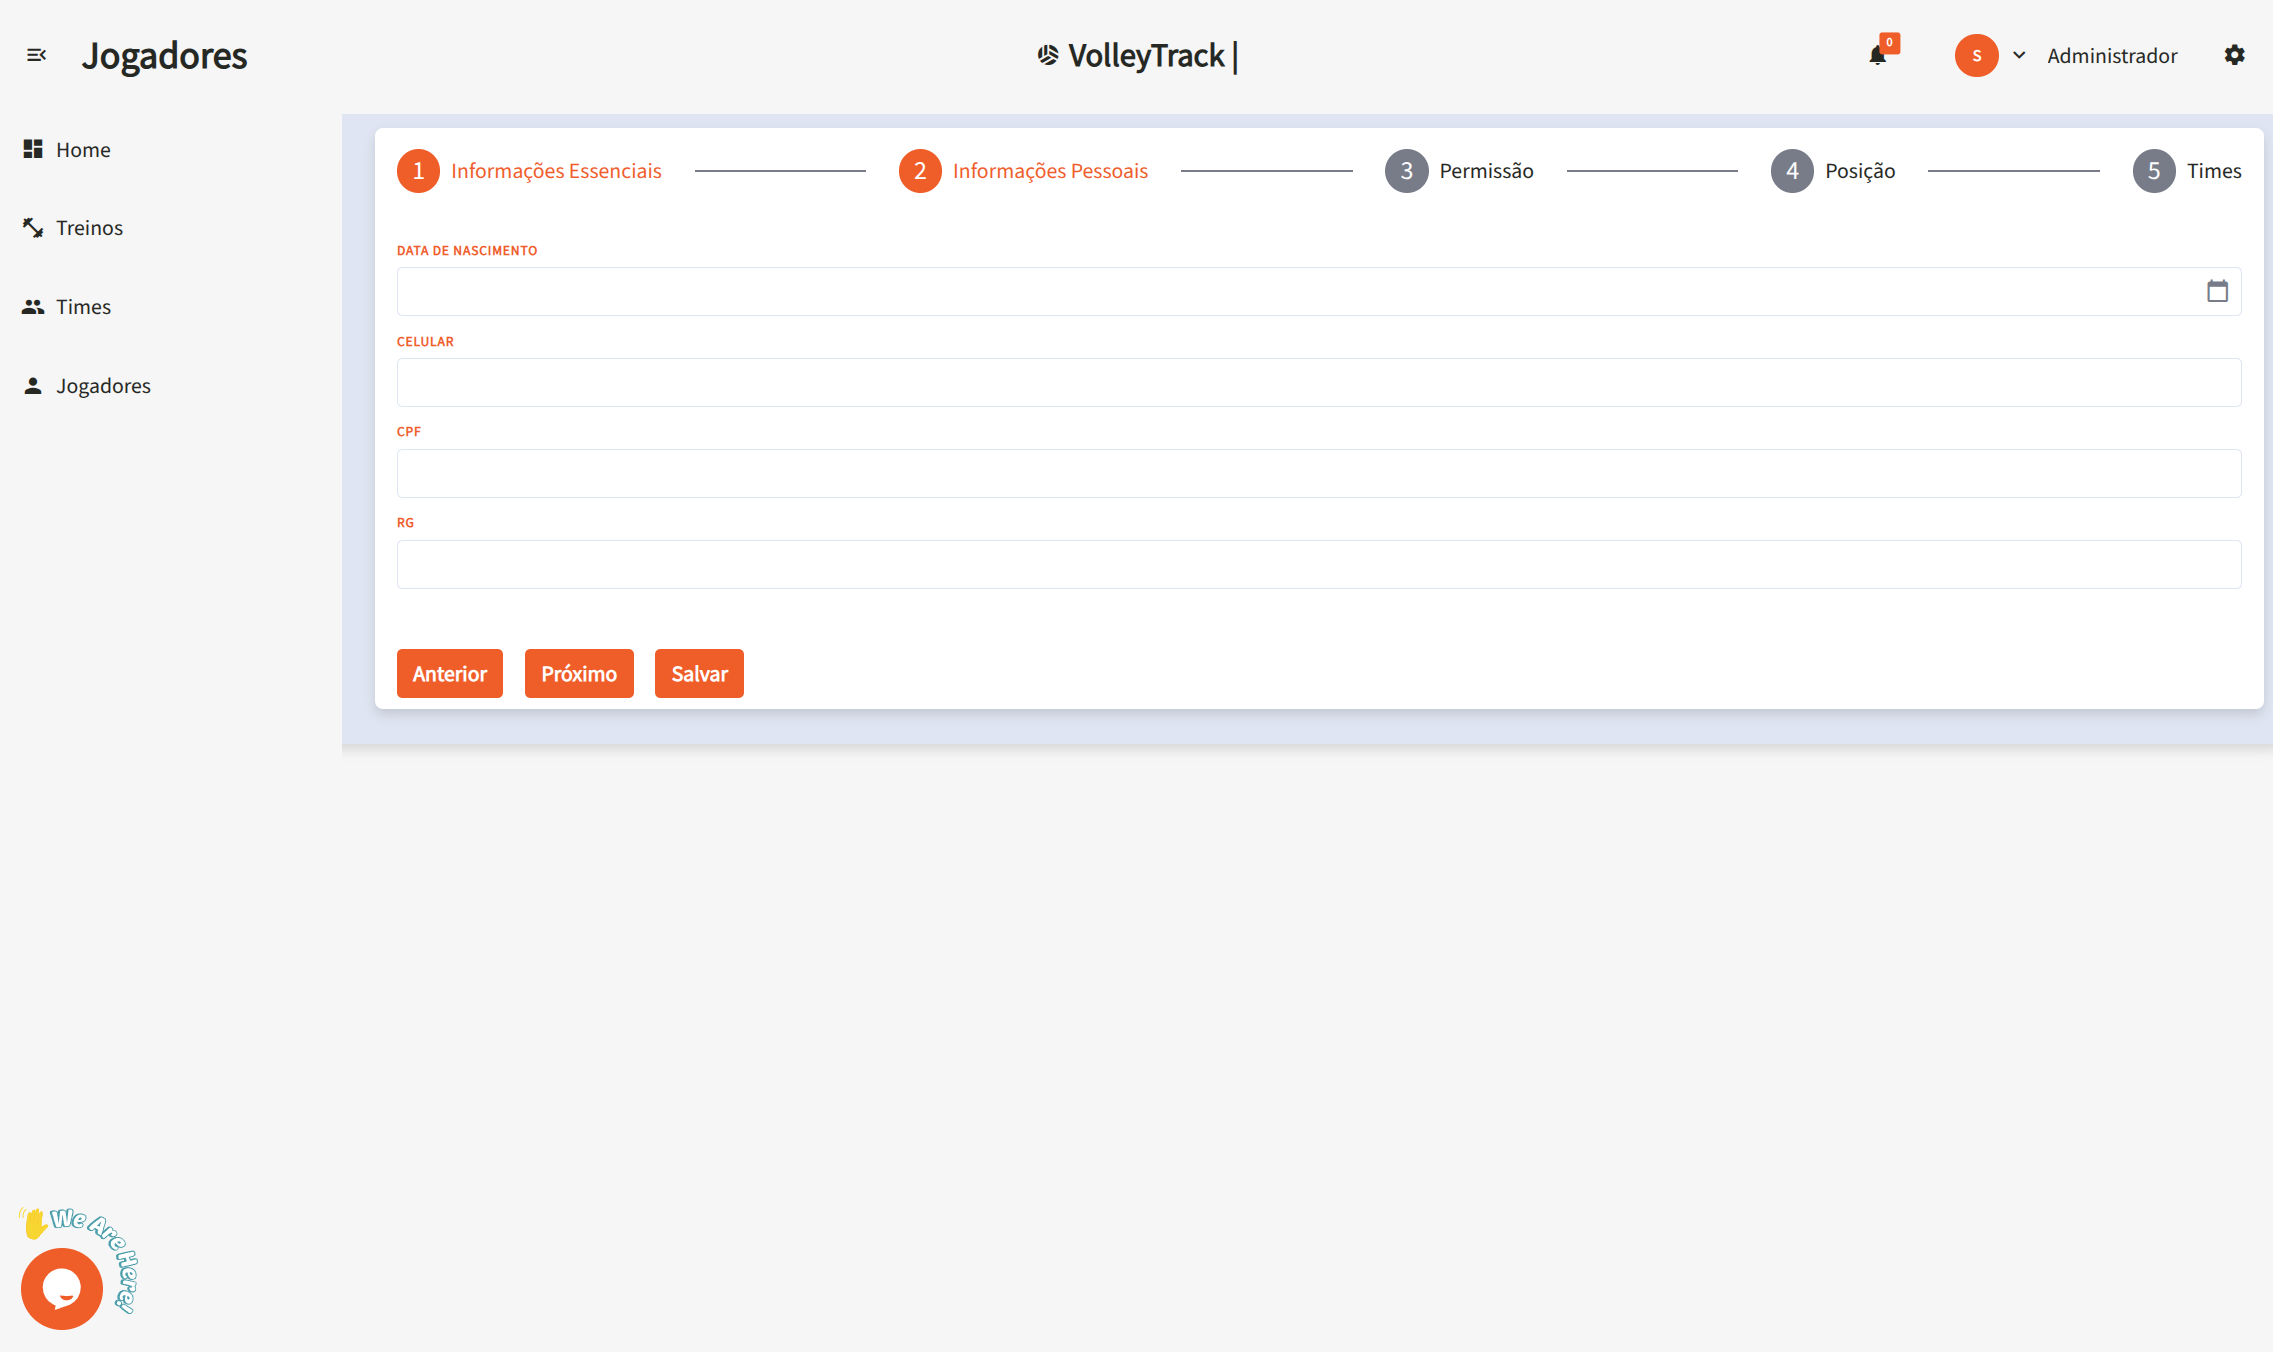 Jogadores
VolleyTrack |
0
S
Administrador
Home
Treinos
Times
Jogadores
1 Informações Essenciais
2 Informações Pessoais
3 Permissão
4 Posição
5 Times
DATA DE NASCIMENTO
CELULAR
CPF
RG
Anterior
Próximo
Salvar
We Are Here!